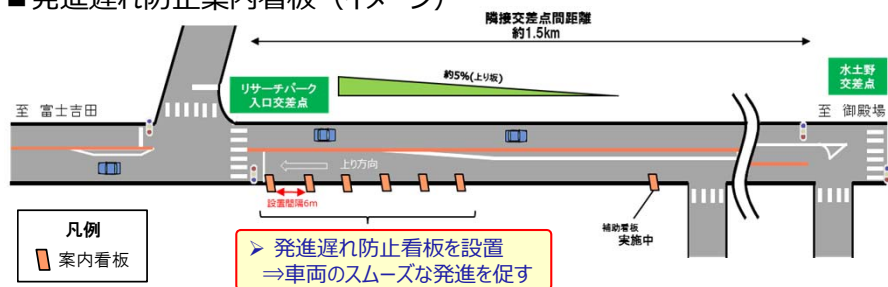 ■発進遅れ防止案内看板（イメージ）
隣接交差点間距離
約1.5km
約5%(上り坂)
リサーチパーク
入口交差点
水土野
交差点
至 富士吉田
至 御殿場
上り方向
設置間隔6m
補助看板
実施中
凡例
案内看板
➢ 発進遅れ防止看板を設置
⇒車両のスムーズな発進を促す